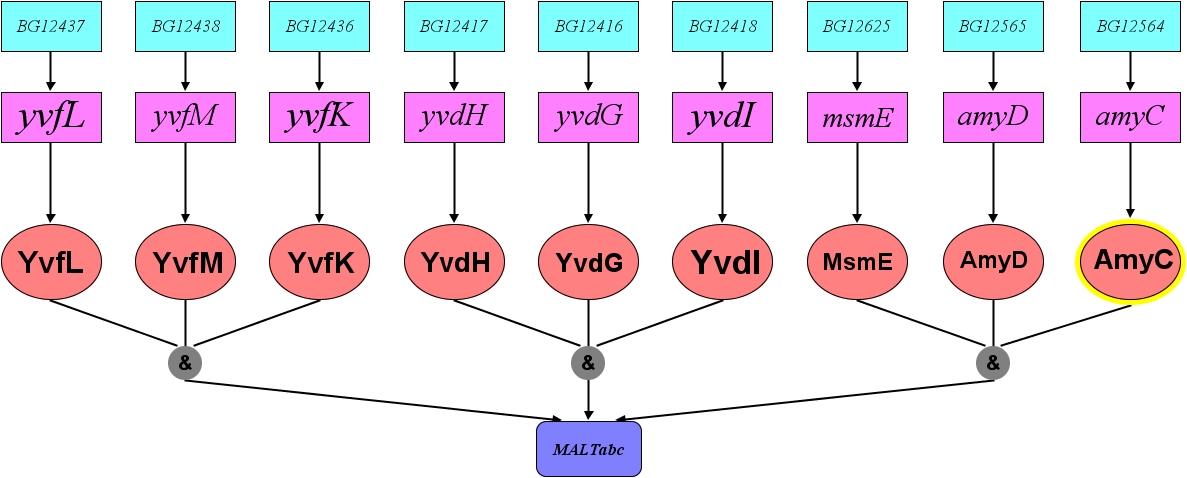 BG12437 BG12438 BG12436 BG12417 BG12416 BG12418 BG12625 BG12565 BG12564
yvfL yvfM yvfK yvdH yvdG yvdI msmE amyD amyC
YvfL YvfM YvfK YvdH YvdG YvdI MsmE AmyD AmyC
& & &
MALTabc